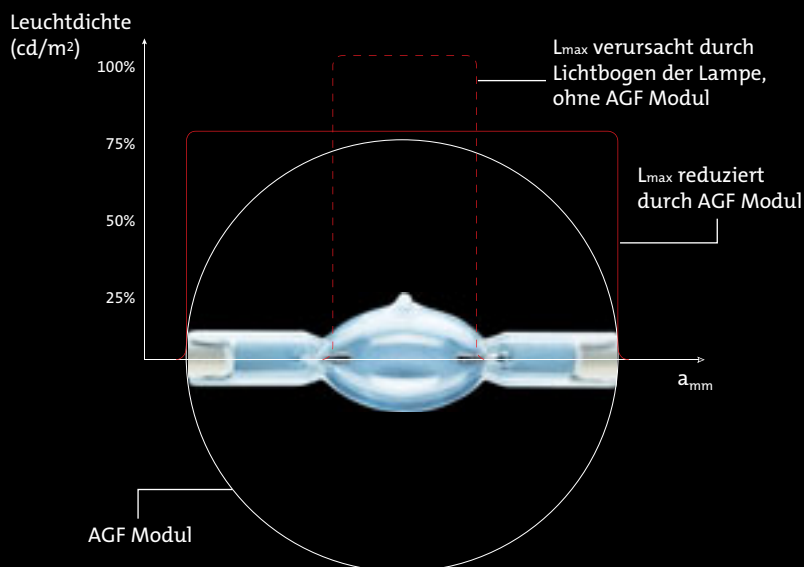 Leuchtdichte
(cd/m²)
100%
75%
50%
25%
Lmax verursacht durch
Lichtbogen der Lampe,
ohne AGF Modul
Lmax reduziert
durch AGF Modul
amm
AGF Modul